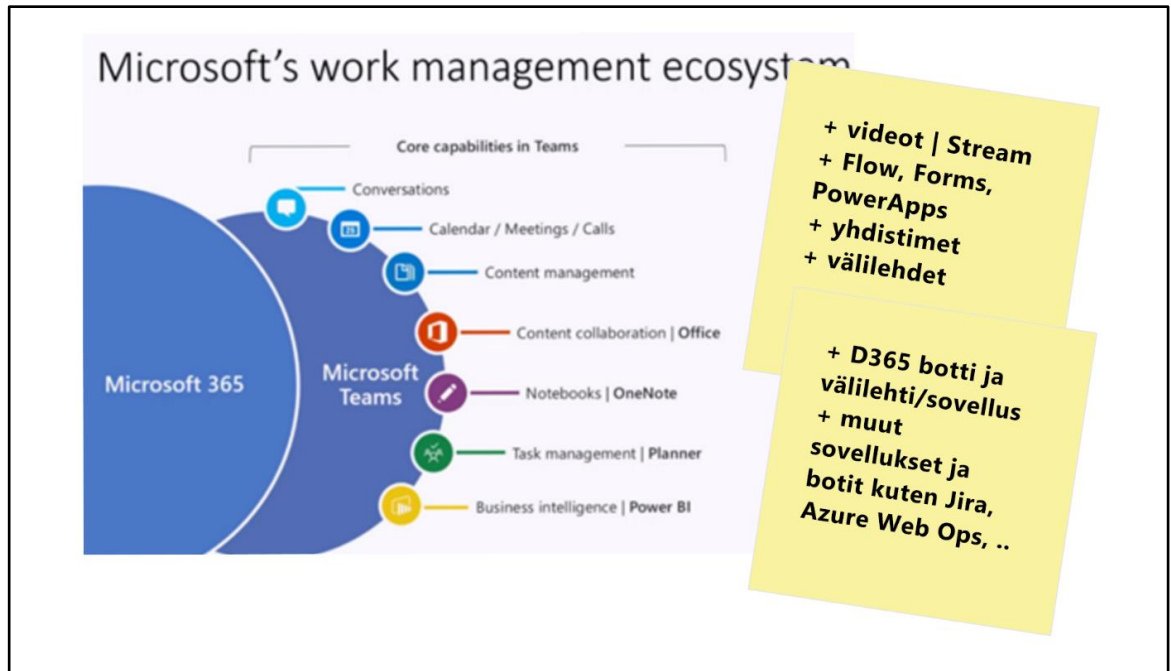 Microsoft's work management ecosystem
Core capabilities in Teams
Conversations
Calendar / Meetings / Calls
Content management
Content collaboration | Office
Notebooks | OneNote
Task management | Planner
Business intelligence | Power BI
Microsoft 365
Microsoft
Teams
+ videot | Stream
+ Flow, Forms,
PowerApps
+ yhdistimet
+ välilehdet
+ D365 botti ja
välilehti/sovellus
+ muut
sovellukset ja
botit kuten Jira,
Azure Web Ops, ..